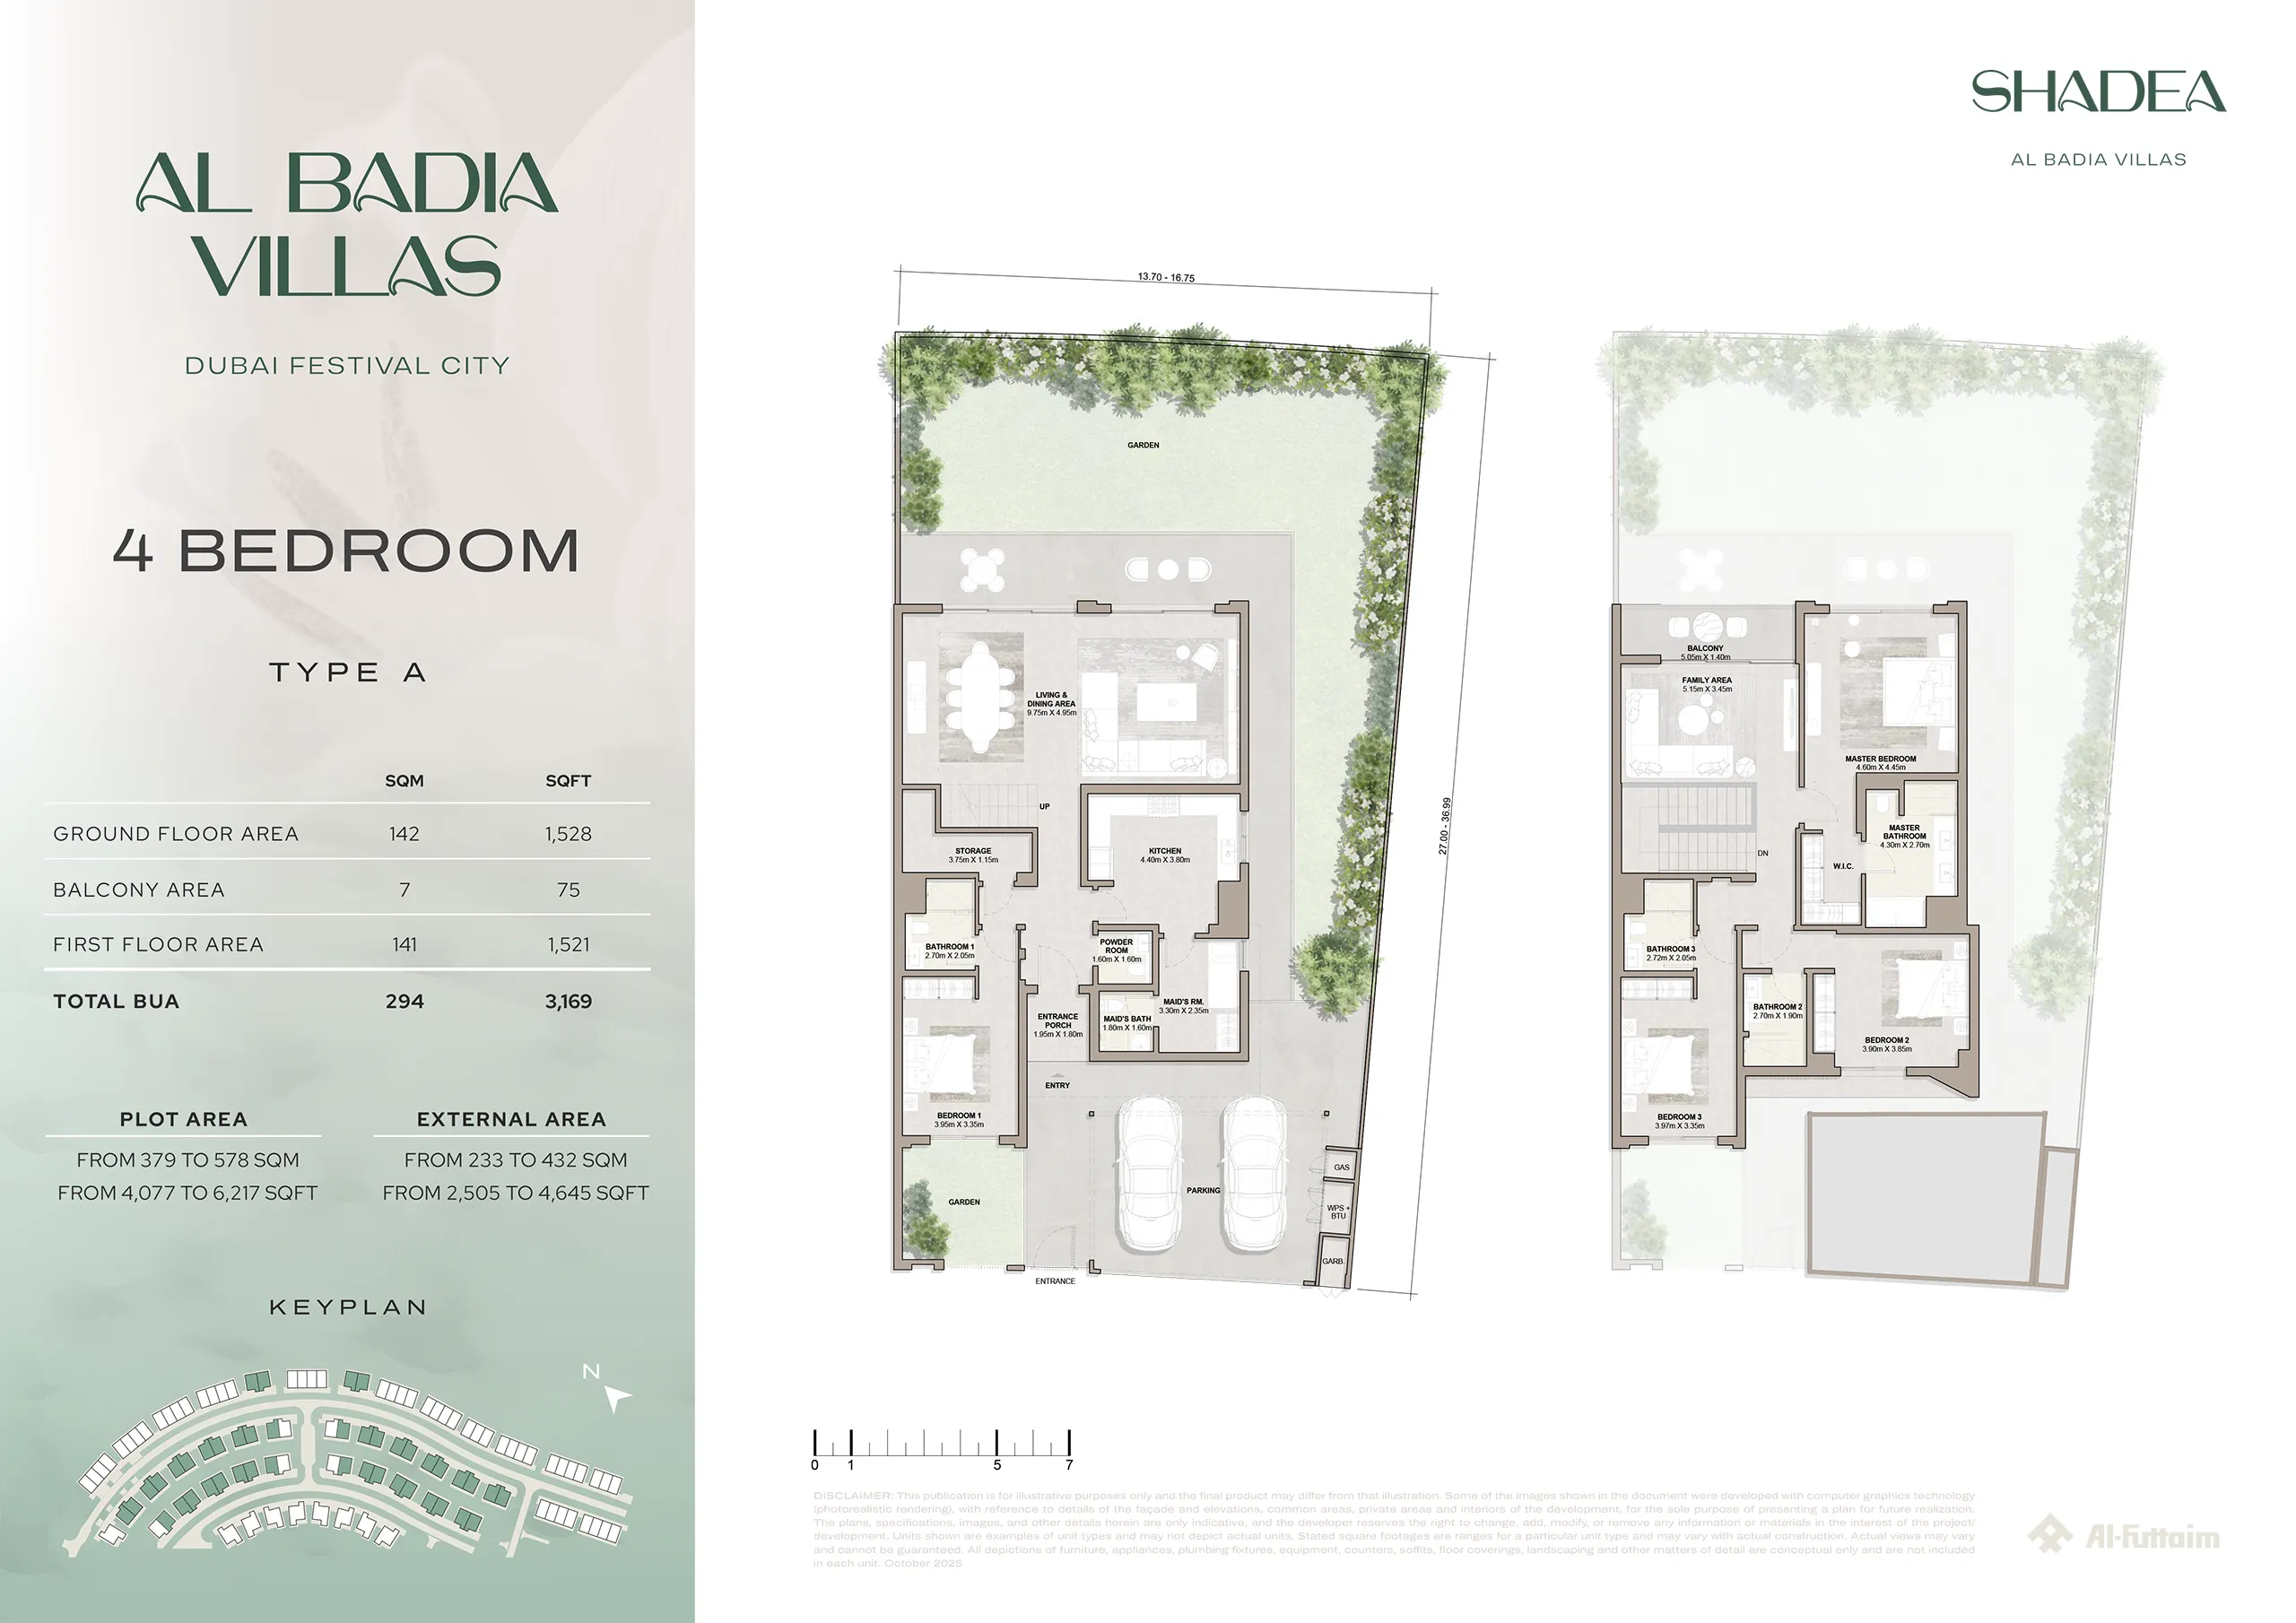 AL BADIA
VILLAS
DUBAI FESTIVAL CITY
4 BEDROOM
TYPE A
SQM SQFT
GROUND FLOOR AREA 142 1,528
BALCONY AREA 7 75
FIRST FLOOR AREA 141 1,521
TOTAL BUA 294 3,169
PLOT AREA
FROM 379 TO 578 SQM
FROM 4,077 TO 6,217 SQFT
EXTERNAL AREA
FROM 233 TO 432 SQM
FROM 2,505 TO 4,645 SQFT
KEYPLAN
N
SHADEA
AL BADIA VILLAS
13.70 - 16.75
27.00 - 36.99
GARDEN
LIVING &
DINING AREA
9.75m X 4.95m
UP
STORAGE
3.75m X 1.15m
KITCHEN
4.40m X 3.80m
BATHROOM 1
2.70m X 2.05m
POWDER
ROOM
1.60m X 1.60m
MAID'S RM.
3.30m X 2.35m
ENTRANCE
PORCH
1.95m X 1.80m
MAID'S BATH
1.80m X 1.60m
ENTRY
BEDROOM 1
3.95m X 3.35m
GARDEN
PARKING
GAS
WPS +
BTU
GARB.
ENTRANCE
BALCONY
5.05m X 1.40m
FAMILY AREA
5.15m X 3.45m
MASTER BEDROOM
4.60m X 4.45m
MASTER
BATHROOM
4.30m X 2.70m
DN
W.I.C.
BATHROOM 3
2.72m X 2.05m
BATHROOM 2
2.70m X 1.90m
BEDROOM 2
3.90m X 3.85m
BEDROOM 3
3.97m X 3.35m
0 1 5 7
DISCLAIMER: This publication is for illustrative purposes only and the final product may differ from that illustration. Some of the images shown in the document were developed with computer graphics technology
(photorealistic rendering), with reference to details of the façade and elevations, common areas, private areas and interiors of the development, for the sole purpose of presenting a plan for future realization.
The plans, specifications, images, and other details herein are only indicative, and the developer reserves the right to change, add, modify, or remove any information or materials in the interest of the project/
development. Units shown are examples of unit types and may not depict actual units. Stated square footages are ranges for a particular unit type and may vary with actual construction. Actual views may vary
and cannot be guaranteed. All depictions of furniture, appliances, plumbing fixtures, equipment, counters, soffits, floor coverings, landscaping and other matters of detail are conceptual only and are not included
in each unit. October 2025
Al-Futtaim